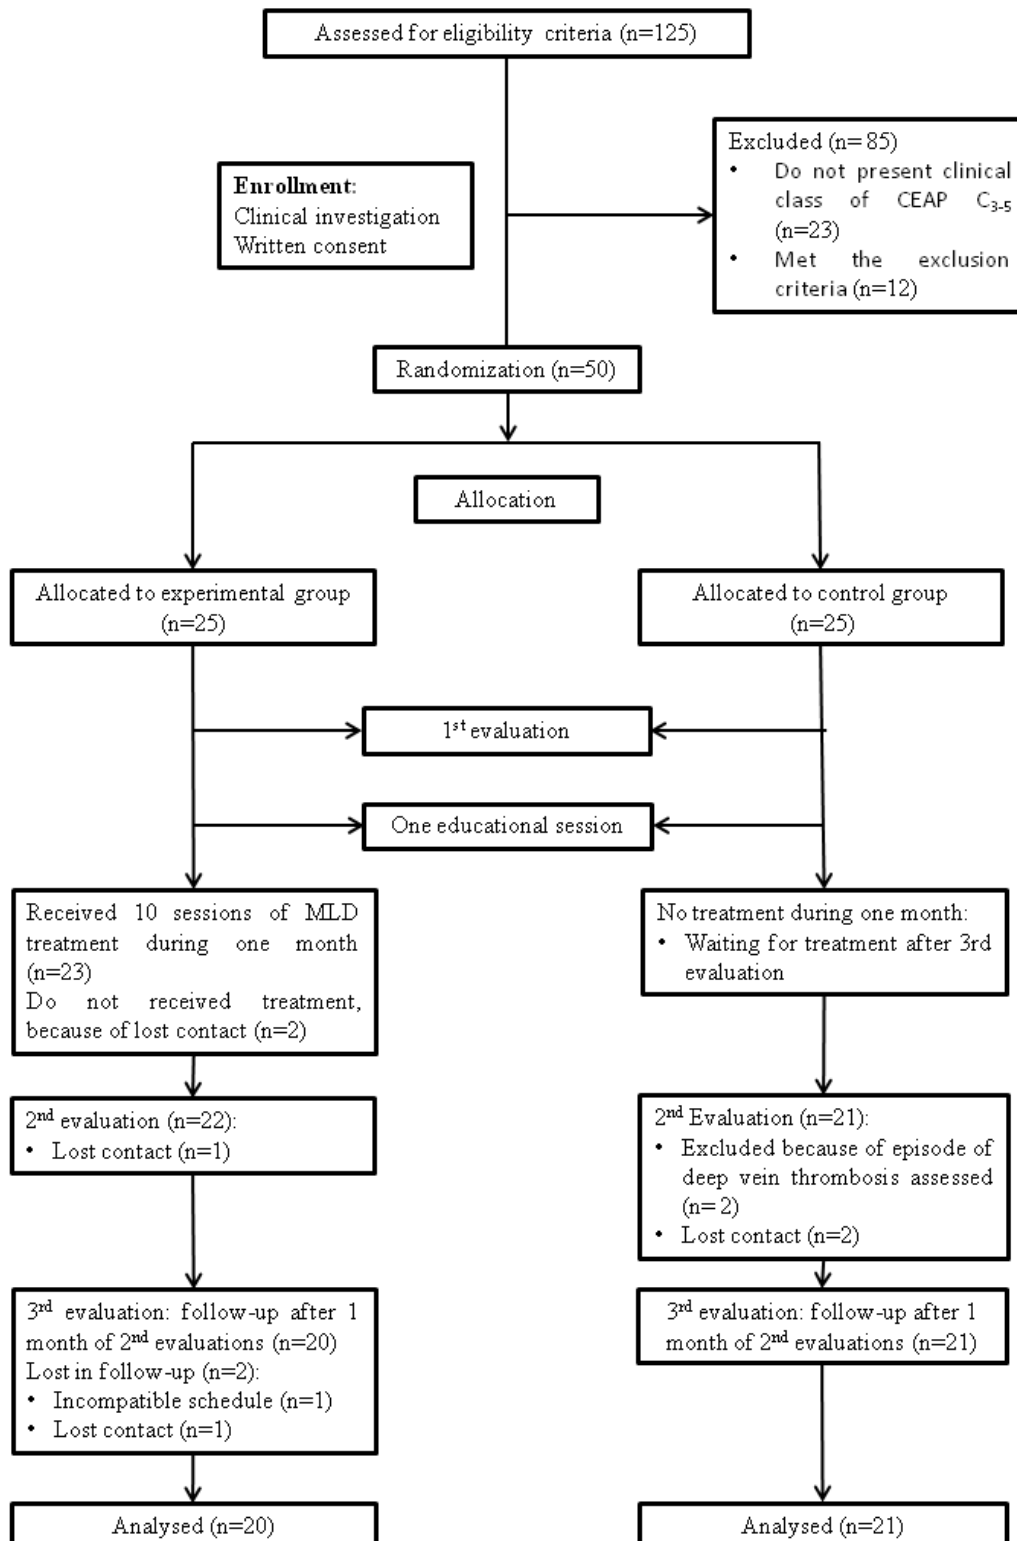 Assessed for eligibility criteria (n=125)
Excluded (n= 85)
• Do not present clinical
class of CEAP C3-5
(n=23)
• Met the exclusion
criteria (n=12)
Enrollment:
Clinical investigation
Written consent
Randomization (n=50)
Allocation
Allocated to experimental group
(n=25)
Allocated to control group
(n=25)
1st evaluation
One educational session
Received 10 sessions of MLD
treatment during one month
(n=23)
Do not received treatment,
because of lost contact (n=2)
No treatment during one month:
• Waiting for treatment after 3rd
evaluation
2nd evaluation (n=22):
• Lost contact (n=1)
2nd Evaluation (n=21):
• Excluded because of episode of
deep vein thrombosis assessed
(n= 2)
• Lost contact (n=2)
3rd evaluation: follow-up after 1
month of 2nd evaluations (n=20)
Lost in follow-up (n=2):
• Incompatible schedule (n=1)
• Lost contact (n=1)
3rd evaluation: follow-up after 1
month of 2nd evaluations (n=21)
Analysed (n=20)
Analysed (n=21)